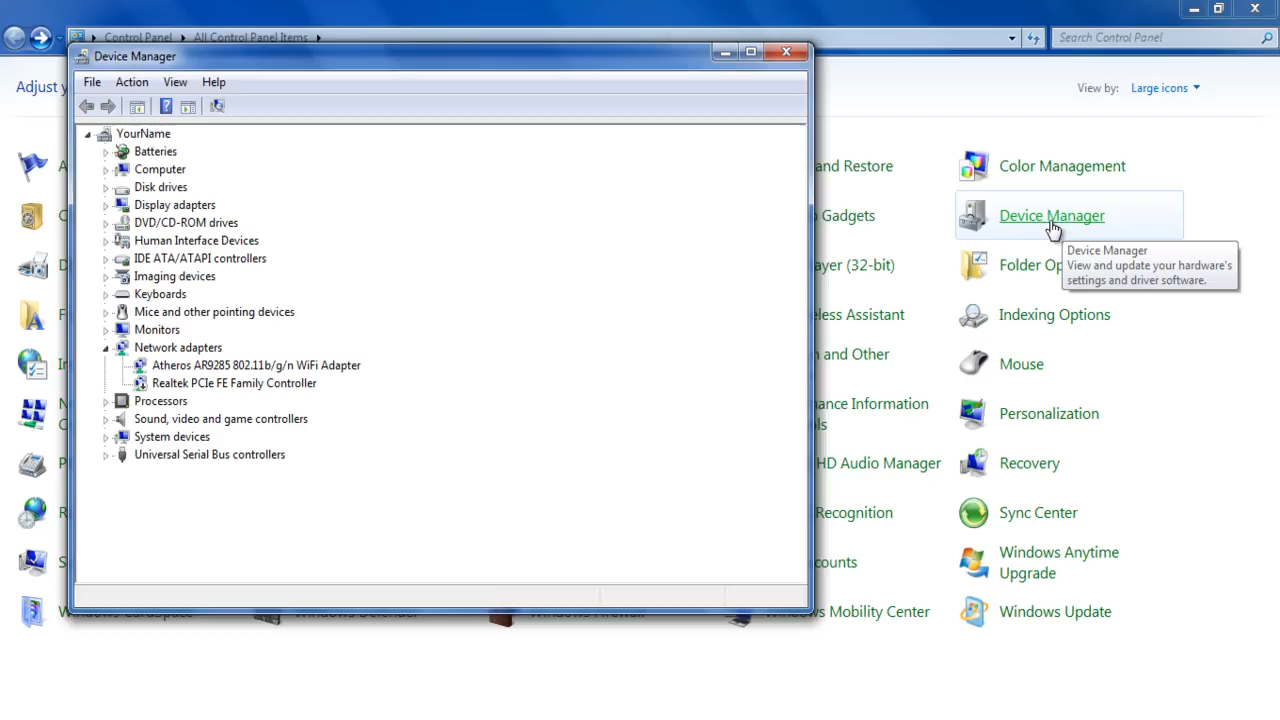 Control Panel All Control Panel Items
Search Control Panel
Device Manager
Adjust y
View by: Large icons
File Action View Help
YourName
Batteries
Computer
Disk drives
Display adapters
DVD/CD-ROM drives
Human Interface Devices
IDE ATA/ATAPI controllers
Imaging devices
Keyboards
Mice and other pointing devices
Monitors
Network adapters
Atheros AR9285 802.11b/g/n WiFi Adapter
Realtek PCIe FE Family Controller
Processors
Sound, video and game controllers
System devices
Universal Serial Bus controllers
and Restore
Gadgets
ayer (32-bit)
eless Assistant
n and Other
nance Information
ols
HD Audio Manager
Recognition
counts
s Mobility Center
Color Management
Device Manager
Device Manager
View and update your hardware's
settings and driver software.
Folder Op
Indexing Options
Mouse
Personalization
Recovery
Sync Center
Windows Anytime
Upgrade
Windows Update